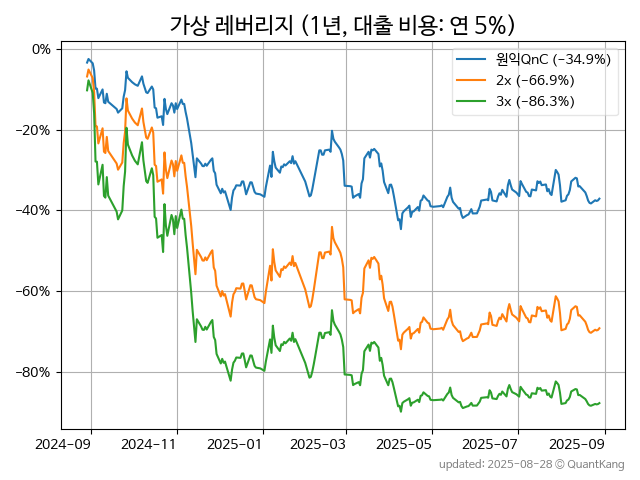 가상 레버리지 (1년, 대출 비용: 연 5%)
원익QnC (−34.9%)
2x (−66.9%)
3x (−86.3%)
0%
−20%
−40%
−60%
−80%
2024-09 2024-11 2025-01 2025-03 2025-05 2025-07 2025-09
updated: 2025-08-28 © QuantKang